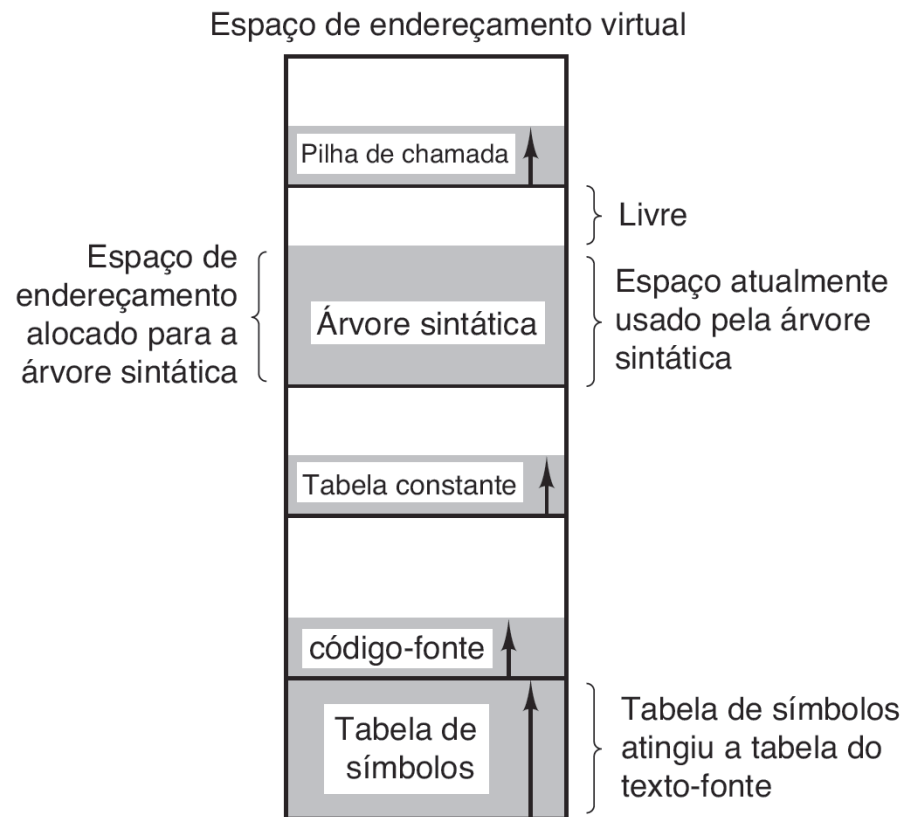 Espaço de endereçamento virtual
Pilha de chamada
Livre
Espaço de
endereçamento
alocado para a
árvore sintática
Árvore sintática
Espaço atualmente
usado pela árvore
sintática
Tabela constante
código-fonte
Tabela de
símbolos
Tabela de símbolos
atingiu a tabela do
texto-fonte